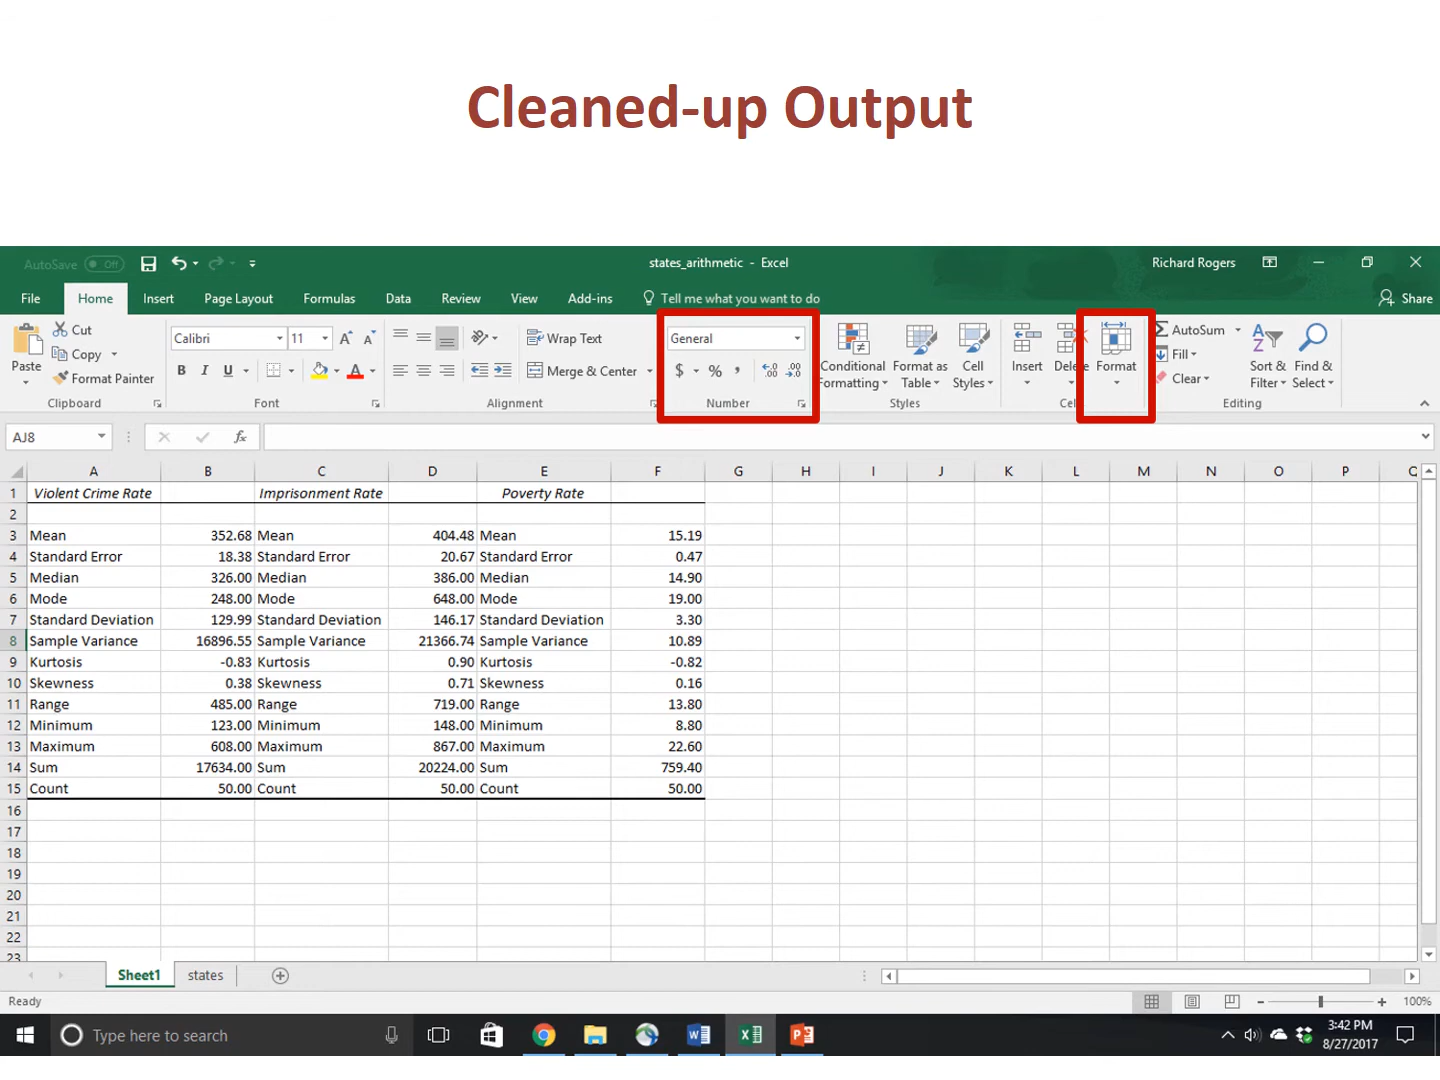 Cleaned-up Output
AutoSave Off states_arithmetic - Excel Richard Rogers
File Home Insert Page Layout Formulas Data Review View Add-ins Tell me what you want to do Share
Cut
Copy
Format Painter
Paste
Clipboard
Calibri 11
B I U
Font
Wrap Text
Merge & Center
Alignment
General
$ % ,
Number
Conditional Formatting
Format as Table
Cell Styles
Styles
Insert Delete Format
Cells
AutoSum
Fill
Clear
Sort & Filter
Find & Select
Editing
AJ8 fx
A B C D E F G H I J K L M N O P Q
1 Violent Crime Rate Imprisonment Rate Poverty Rate
2
3 Mean 352.68 Mean 404.48 Mean 15.19
4 Standard Error 18.38 Standard Error 20.67 Standard Error 0.47
5 Median 326.00 Median 386.00 Median 14.90
6 Mode 248.00 Mode 648.00 Mode 19.00
7 Standard Deviation 129.99 Standard Deviation 146.17 Standard Deviation 3.30
8 Sample Variance 16896.55 Sample Variance 21366.74 Sample Variance 10.89
9 Kurtosis -0.83 Kurtosis 0.90 Kurtosis -0.82
10 Skewness 0.38 Skewness 0.71 Skewness 0.16
11 Range 485.00 Range 719.00 Range 13.80
12 Minimum 123.00 Minimum 148.00 Minimum 8.80
13 Maximum 608.00 Maximum 867.00 Maximum 22.60
14 Sum 17634.00 Sum 20224.00 Sum 759.40
15 Count 50.00 Count 50.00 Count 50.00
16
17
18
19
20
21
22
23
Sheet1 states
Ready 100%
Type here to search
3:42 PM
8/27/2017